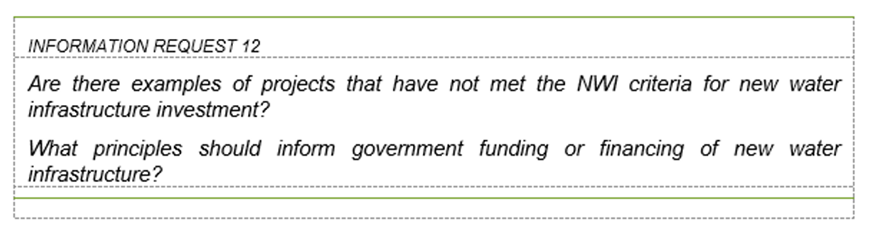 INFORMATION REQUEST 12
Are there examples of projects that have not met the NWI criteria for new water
infrastructure investment?
What principles should inform government funding or financing of new water
infrastructure?